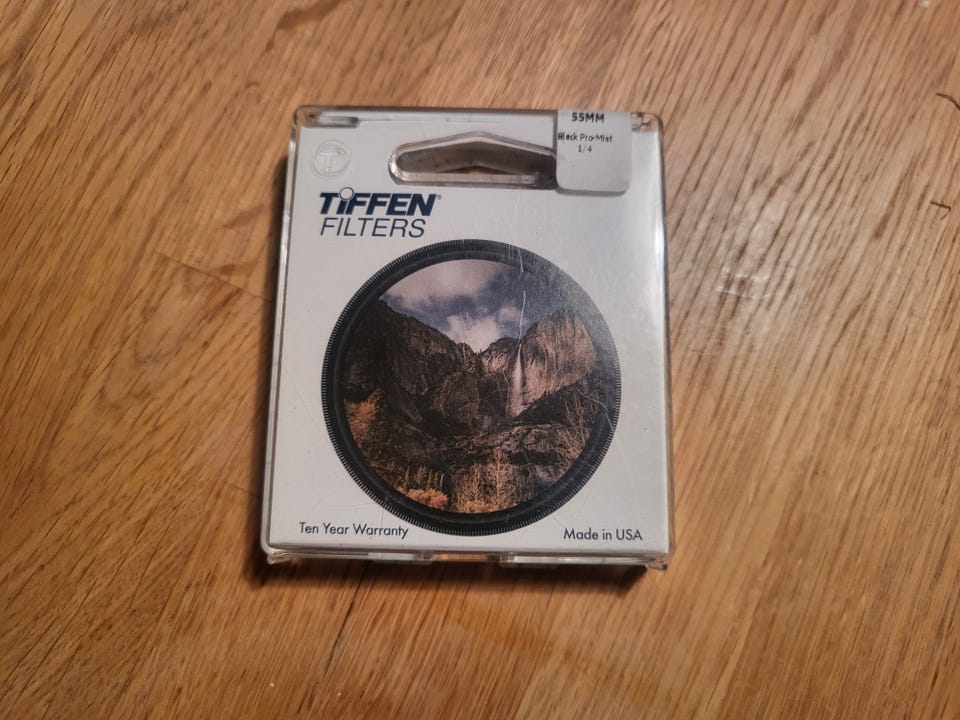 55MM
Black Pro-Mist
1/4
TIFFEN®
FILTERS
Ten Year Warranty
Made in USA